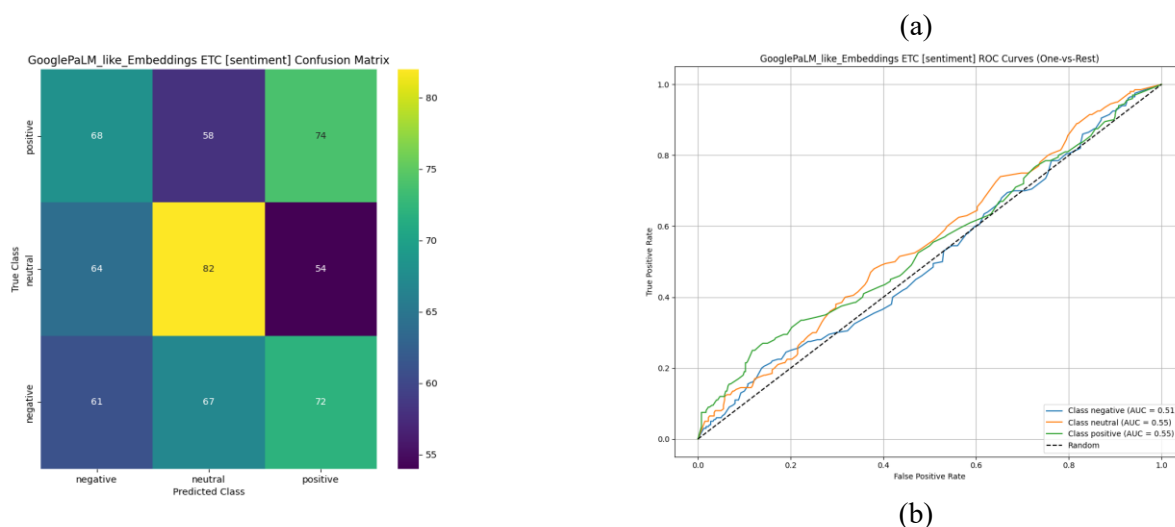 (a)
GooglePaLM_like_Embeddings ETC [sentiment] Confusion Matrix
positive
68
58
74
neutral
64
82
54
negative
61
67
72
negative
neutral
positive
Predicted Class
True Class
80
75
70
65
60
55
GooglePaLM_like_Embeddings ETC [sentiment] ROC Curves (One-vs-Rest)
1.0
0.8
0.6
0.4
0.2
0.0
True Positive Rate
0.0
0.2
0.4
0.6
0.8
1.0
False Positive Rate
Class negative (AUC = 0.51)
Class neutral (AUC = 0.55)
Class positive (AUC = 0.55)
Random
(b)